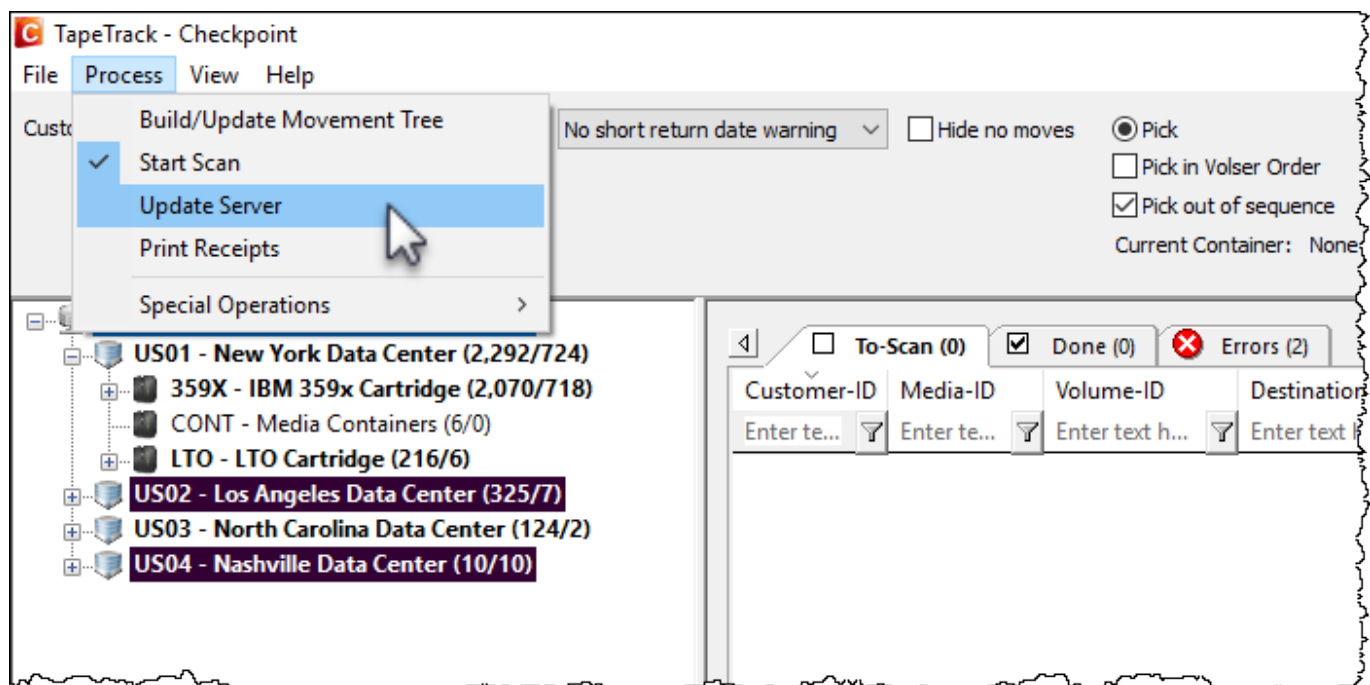 TapeTrack - Checkpoint
File Process View Help
Build/Update Movement Tree
Start Scan
Update Server
Print Receipts
Special Operations
No short return date warning
Hide no moves
Pick
Pick in Volser Order
Pick out of sequence
Current Container: None
US01 - New York Data Center (2,292/724)
359X - IBM 359x Cartridge (2,070/718)
CONT - Media Containers (6/0)
LTO - LTO Cartridge (216/6)
US02 - Los Angeles Data Center (325/7)
US03 - North Carolina Data Center (124/2)
US04 - Nashville Data Center (10/10)
To-Scan (0) Done (0) Errors (2)
Customer-ID Media-ID Volume-ID Destination
Enter te... Enter te... Enter text h... Enter text